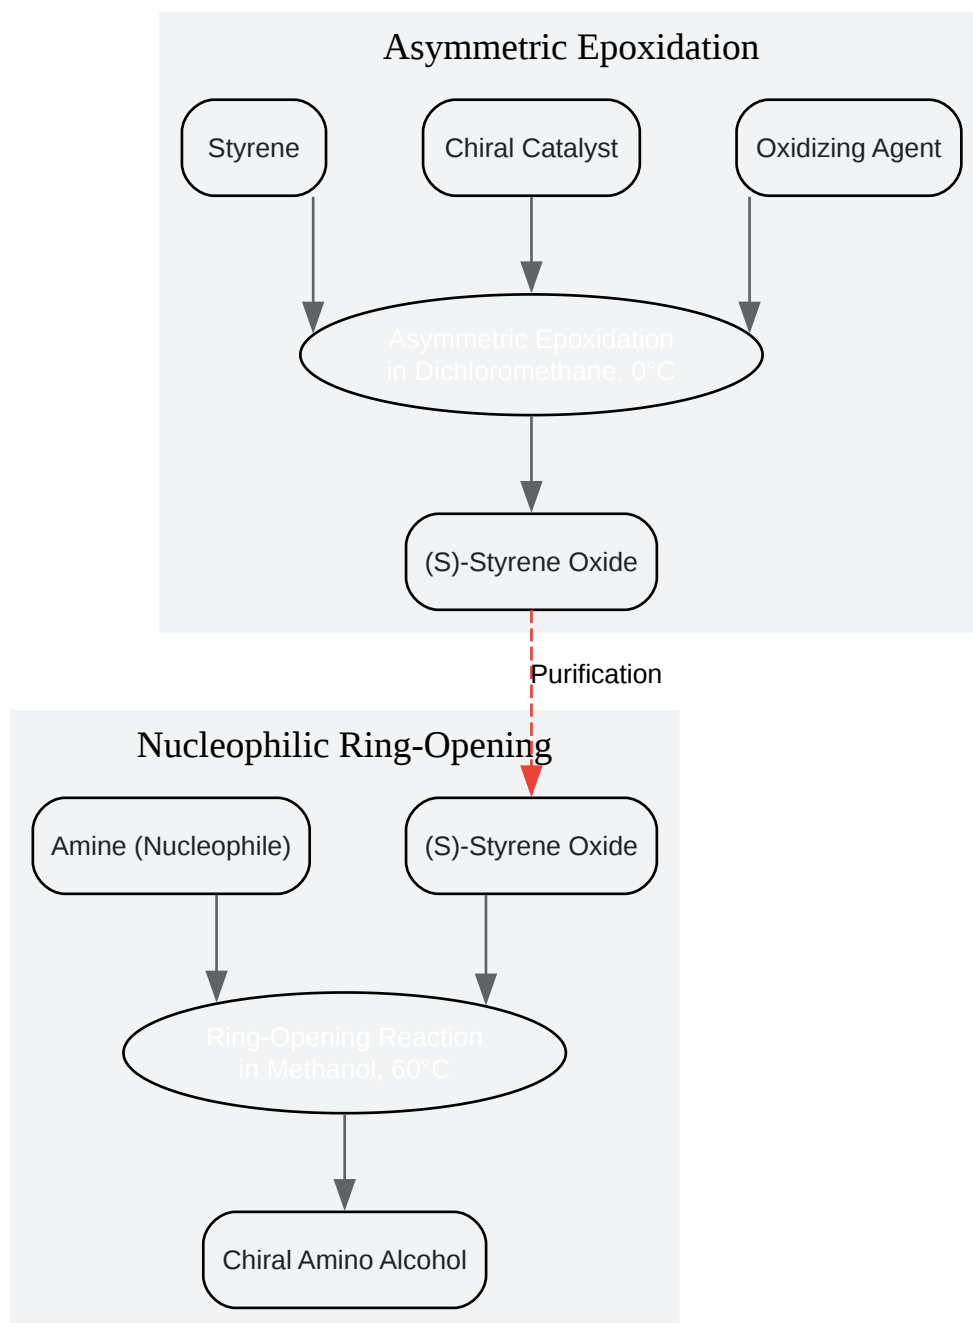 Asymmetric Epoxidation
Styrene
Chiral Catalyst
Oxidizing Agent
Asymmetric Epoxidation
in Dichloromethane, 0°C
(S)-Styrene Oxide
Purification
Nucleophilic Ring-Opening
Amine (Nucleophile)
(S)-Styrene Oxide
Ring-Opening Reaction
in Methanol, 60°C
Chiral Amino Alcohol